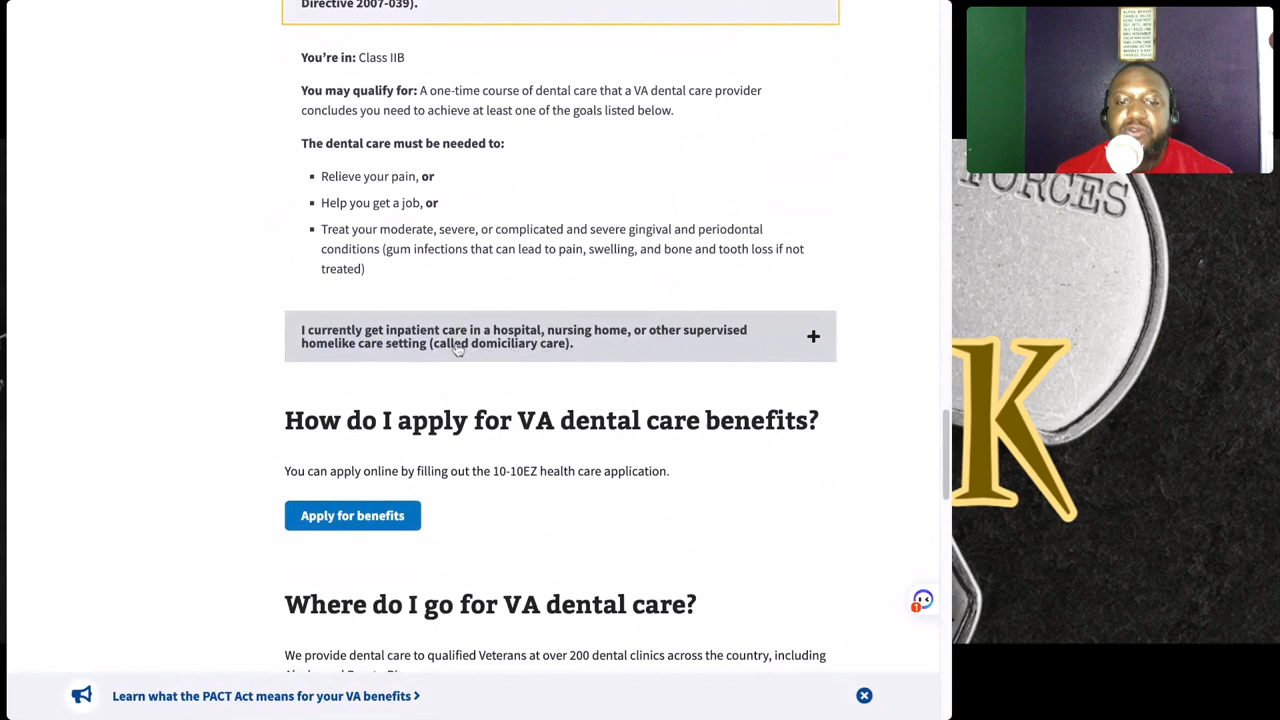 Directive 2007-039).
You’re in: Class IIB
You may qualify for: A one-time course of dental care that a VA dental care provider
concludes you need to achieve at least one of the goals listed below.
The dental care must be needed to:
Relieve your pain, or
Help you get a job, or
Treat your moderate, severe, or complicated and severe gingival and periodontal
conditions (gum infections that can lead to pain, swelling, and bone and tooth loss if not
treated)
I currently get inpatient care in a hospital, nursing home, or other supervised
homelike care setting (called domiciliary care).
How do I apply for VA dental care benefits?
You can apply online by filling out the 10-10EZ health care application.
Apply for benefits
Where do I go for VA dental care?
We provide dental care to qualified Veterans at over 200 dental clinics across the country, including
Learn what the PACT Act means for your VA benefits >
1
FORCES
K